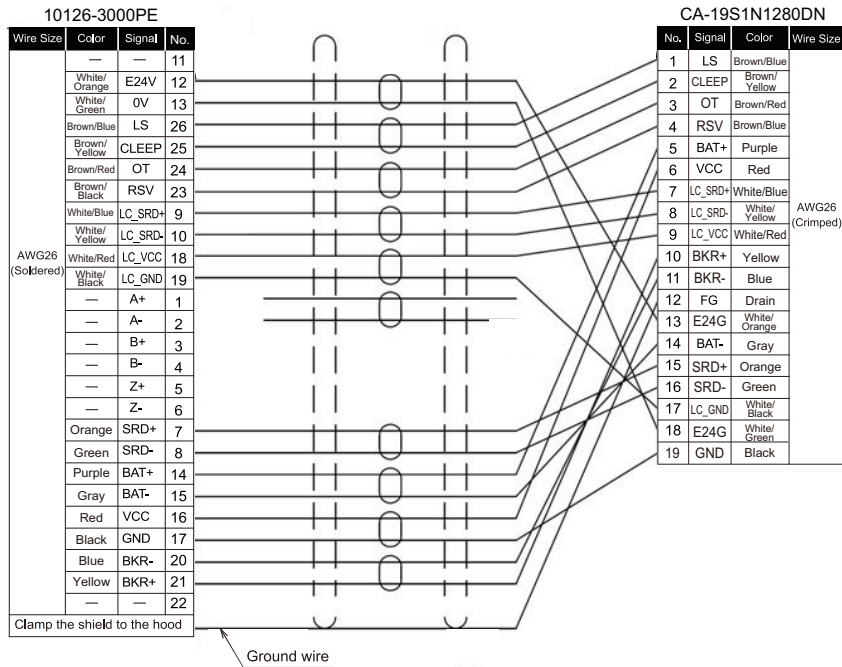 10126-3000PE
Wire Size Color Signal No.
— — 11
White/Orange E24V 12
White/Green 0V 13
Brown/Blue LS 26
Brown/Yellow CLEEP 25
Brown/Red OT 24
Brown/Black RSV 23
White/Blue LC_SRD+ 9
White/Yellow LC_SRD- 10
White/Red LC_VCC 18
White/Black LC_GND 19
— A+ 1
— A- 2
— B+ 3
— B- 4
— Z+ 5
— Z- 6
Orange SRD+ 7
Green SRD- 8
Purple BAT+ 14
Gray BAT- 15
Red VCC 16
Black GND 17
Blue BKR- 20
Yellow BKR+ 21
— — 22
AWG26
(Soldered)
Clamp the shield to the hood
Ground wire
CA-19S1N1280DN
No. Signal Color Wire Size
1 LS Brown/Blue
2 CLEEP Brown/Yellow
3 OT Brown/Red
4 RSV Brown/Blue
5 BAT+ Purple
6 VCC Red
7 LC_SRD+ White/Blue
8 LC_SRD- White/Yellow
9 LC_VCC White/Red
10 BKR+ Yellow
11 BKR- Blue
12 FG Drain
13 E24G White/Orange
14 BAT- Gray
15 SRD+ Orange
16 SRD- Green
17 LC_GND White/Black
18 E24G White/Green
19 GND Black
AWG26
(Crimped)